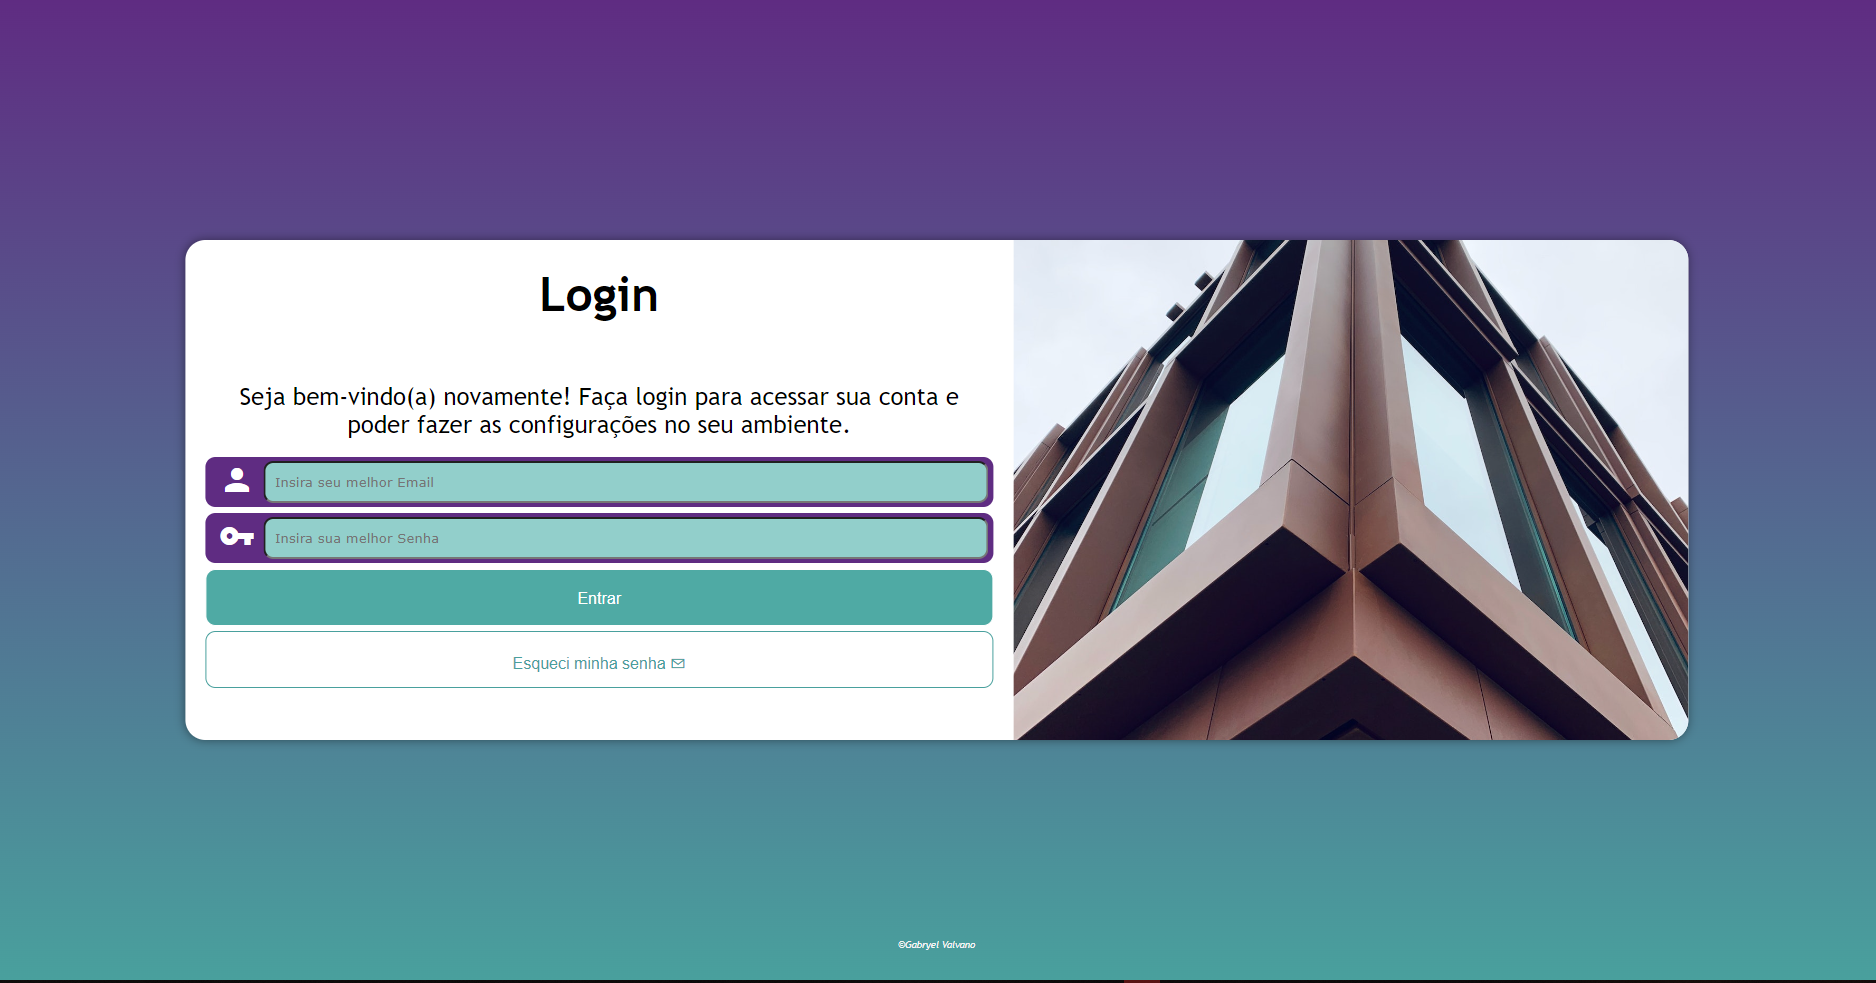 Login
Seja bem-vindo(a) novamente! Faça login para acessar sua conta e
poder fazer as configurações no seu ambiente.
Insira seu melhor Email
Insira sua melhor Senha
Entrar
Esqueci minha senha
©Gabryel Valvano